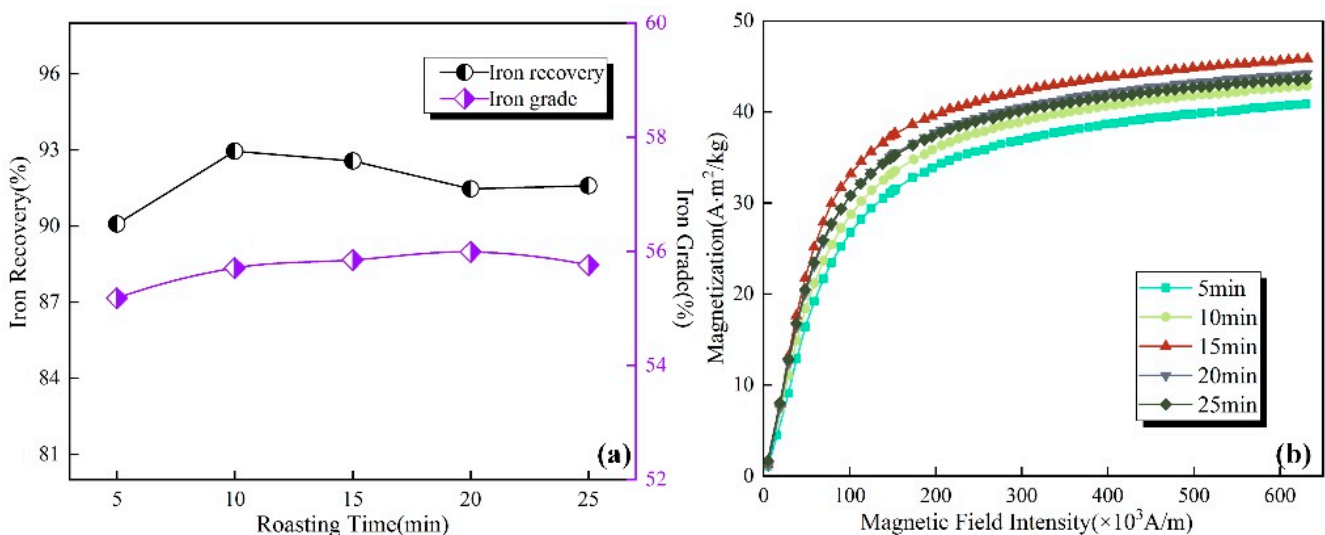 Iron Recovery(%)
96
93
90
87
84
81
5
10
15
20
25
Roasting Time(min)
Iron recovery
Iron grade
(a)
60
58
56
54
52
Iron Grade(%)
Magnetization(A·m²/kg)
50
40
30
20
10
0
0
100
200
300
400
500
600
Magnetic Field Intensity(×10³A/m)
5min
10min
15min
20min
25min
(b)